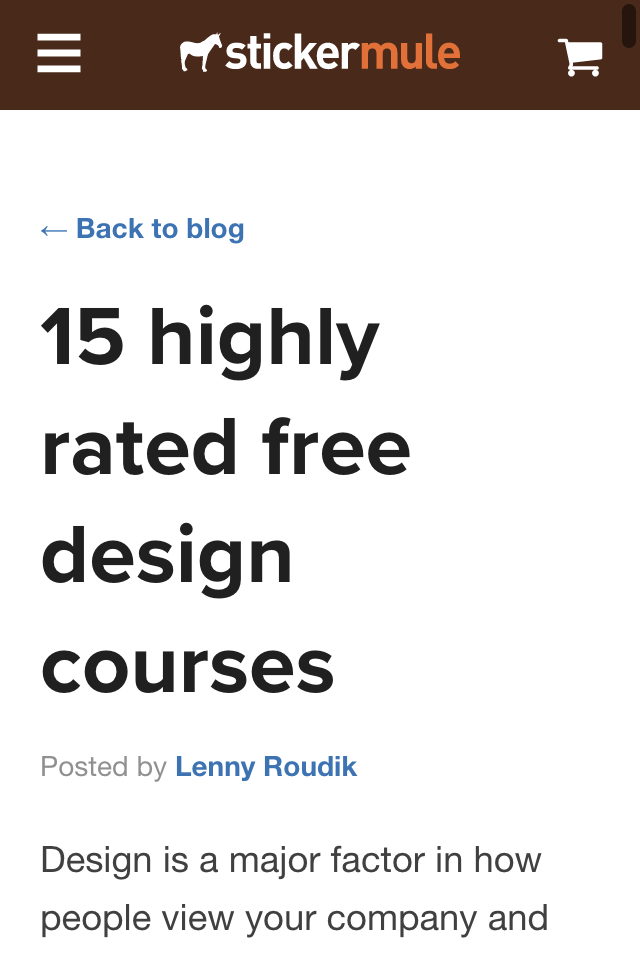 stickermule
← Back to blog
15 highly
rated free
design
courses
Posted by Lenny Roudik
Design is a major factor in how
people view your company and